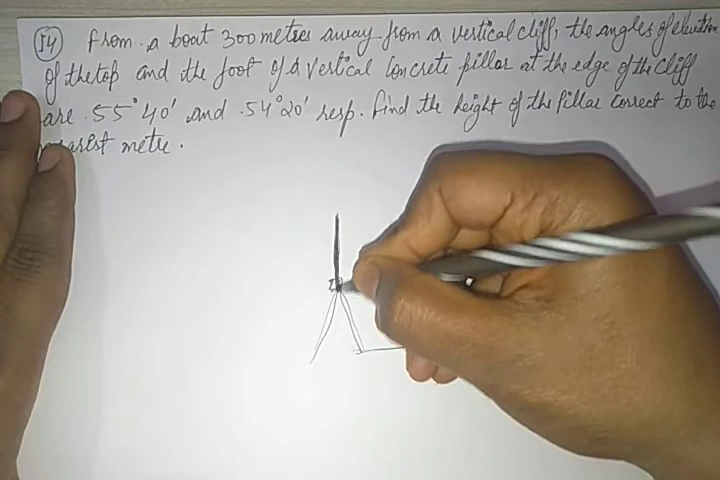 54 From a boat 300 metres away from a vertical cliff, the angles of elevation
of the top and the foot of a vertical concrete pillar at the edge of the cliff
are 55°40' and 54°20' resp. Find the height of the Pillar correct to the
nearest metre.